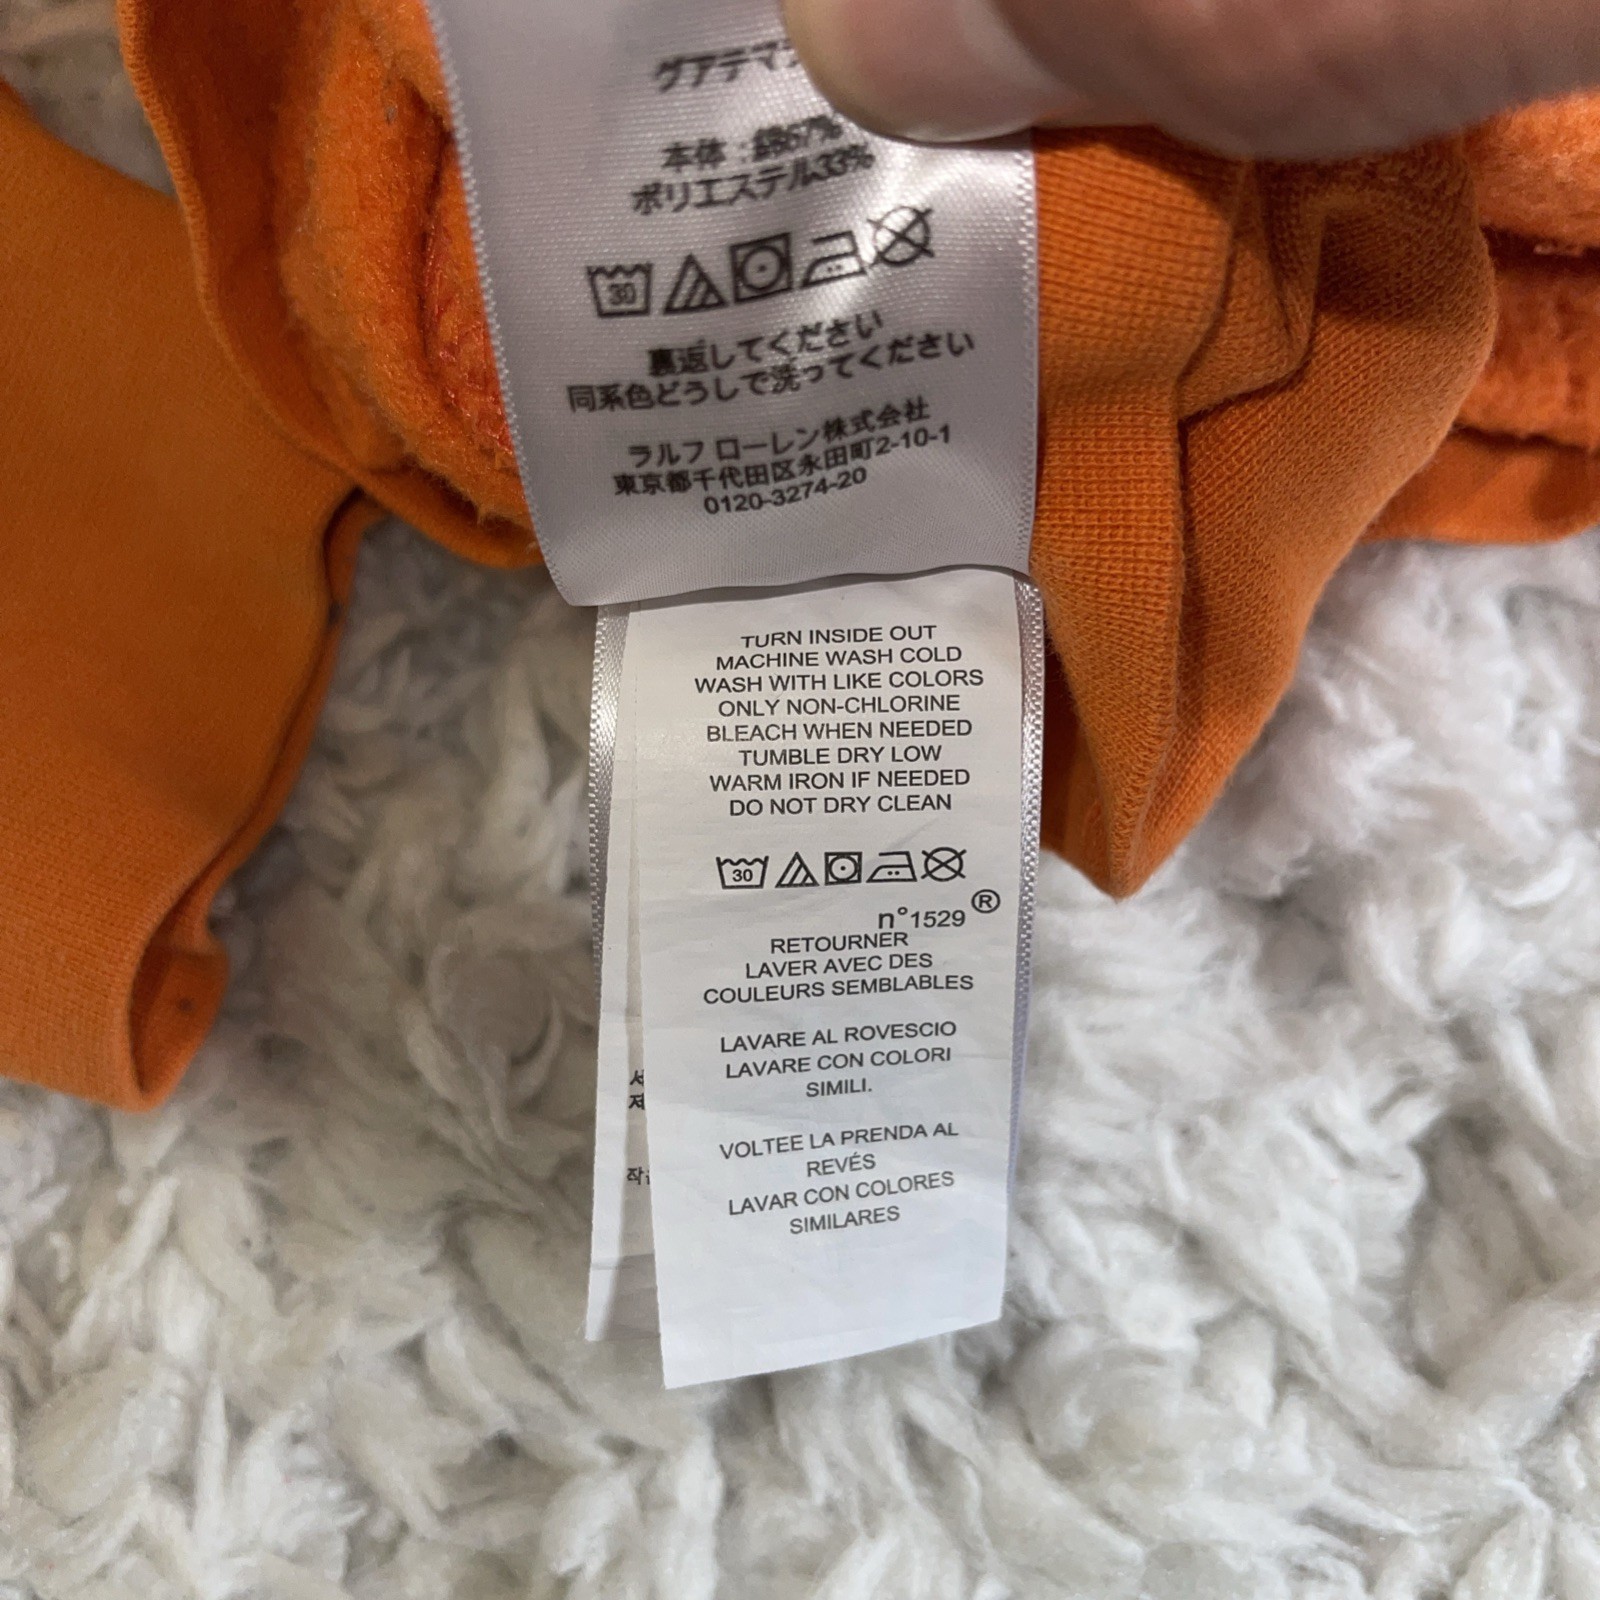 グアテマ
本体：綿67%
ポリエステル33%
30
裏返してください
同系色どうしで洗ってください
ラルフ ローレン株式会社
東京都千代田区永田町2-10-1
0120-3274-20
TURN INSIDE OUT
MACHINE WASH COLD
WASH WITH LIKE COLORS
ONLY NON-CHLORINE
BLEACH WHEN NEEDED
TUMBLE DRY LOW
WARM IRON IF NEEDED
DO NOT DRY CLEAN
30
n°1529 ®
RETOURNER
LAVER AVEC DES
COULEURS SEMBLABLES
LAVARE AL ROVESCIO
LAVARE CON COLORI
SIMILI.
VOLTEE LA PRENDA AL
REVÉS
LAVAR CON COLORES
SIMILARES